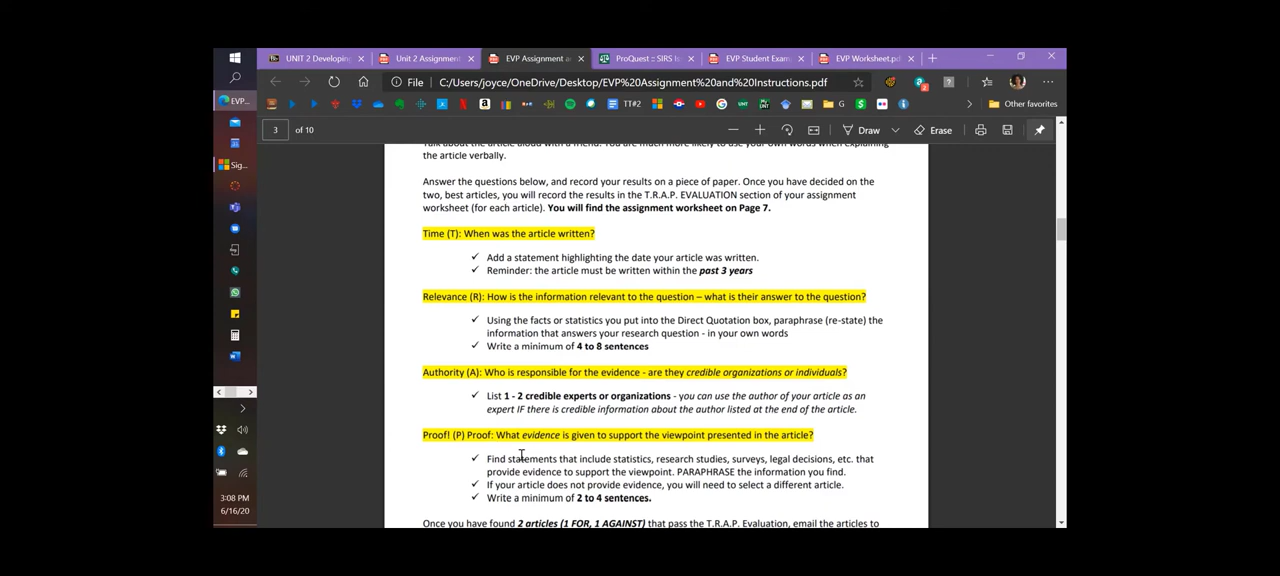 UNIT 2 Developing
Unit 2 Assignment
EVP Assignment a
ProQuest :: SIRS Is
EVP Student Exam
EVP Worksheet.pd
File
C:/Users/joyce/OneDrive/Desktop/EVP%20Assignment%20and%20Instructions.pdf
TT#2
G
Other favorites
3 of 10
Draw
Erase
EVP...
Sig...
3:08 PM
6/16/20
Talk about the article aloud with a friend. You are much more likely to use your own words when explaining
the article verbally.
Answer the questions below, and record your results on a piece of paper. Once you have decided on the
two, best articles, you will record the results in the T.R.A.P. EVALUATION section of your assignment
worksheet (for each article). You will find the assignment worksheet on Page 7.
Time (T): When was the article written?
✓ Add a statement highlighting the date your article was written.
✓ Reminder: the article must be written within the past 3 years
Relevance (R): How is the information relevant to the question – what is their answer to the question?
✓ Using the facts or statistics you put into the Direct Quotation box, paraphrase (re-state) the
information that answers your research question - in your own words
✓ Write a minimum of 4 to 8 sentences
Authority (A): Who is responsible for the evidence - are they credible organizations or individuals?
✓ List 1 - 2 credible experts or organizations - you can use the author of your article as an
expert IF there is credible information about the author listed at the end of the article.
Proof! (P) Proof: What evidence is given to support the viewpoint presented in the article?
✓ Find statements that include statistics, research studies, surveys, legal decisions, etc. that
provide evidence to support the viewpoint. PARAPHRASE the information you find.
✓ If your article does not provide evidence, you will need to select a different article.
✓ Write a minimum of 2 to 4 sentences.
Once you have found 2 articles (1 FOR, 1 AGAINST) that pass the T.R.A.P. Evaluation, email the articles to